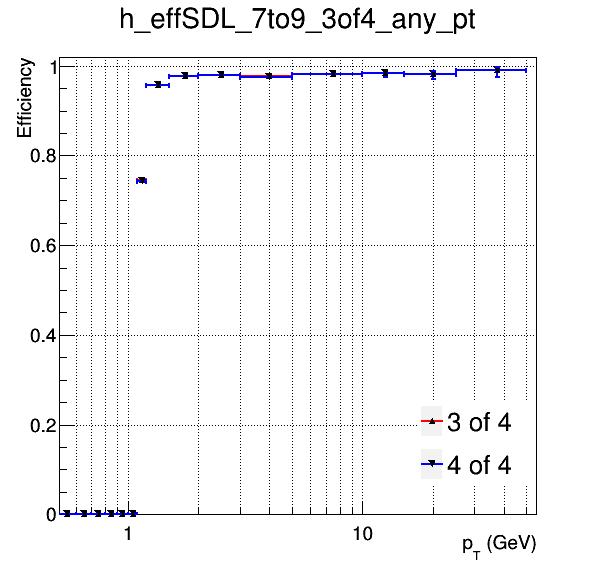 h_effSDL_7to9_3of4_any_pt
Efficiency
1
0.8
0.6
0.4
0.2
0
3 of 4
4 of 4
1
10
p_T (GeV)